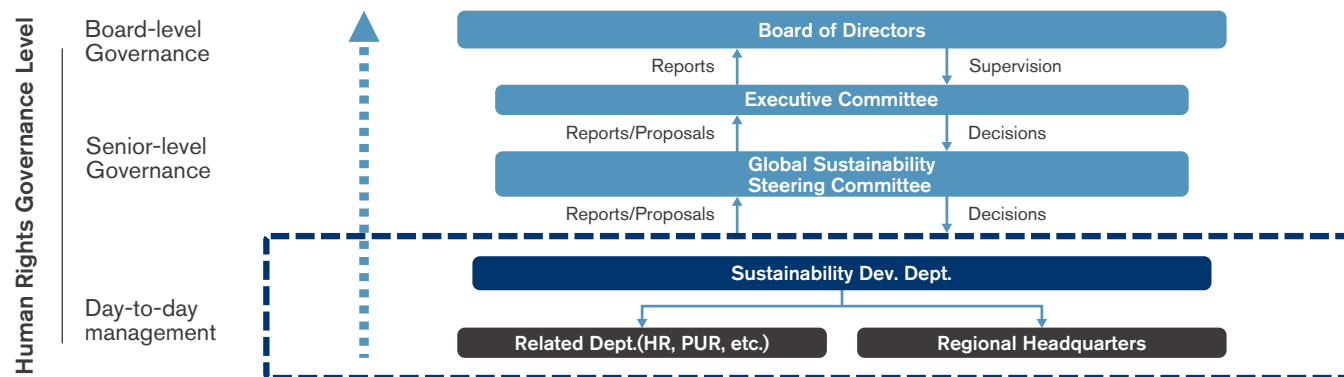 Human Rights Governance Level
Board-level
Governance
Board of Directors
Reports
Supervision
Executive Committee
Senior-level
Governance
Reports/Proposals
Decisions
Global Sustainability
Steering Committee
Reports/Proposals
Decisions
Day-to-day
management
Sustainability Dev. Dept.
Related Dept.(HR, PUR, etc.)
Regional Headquarters